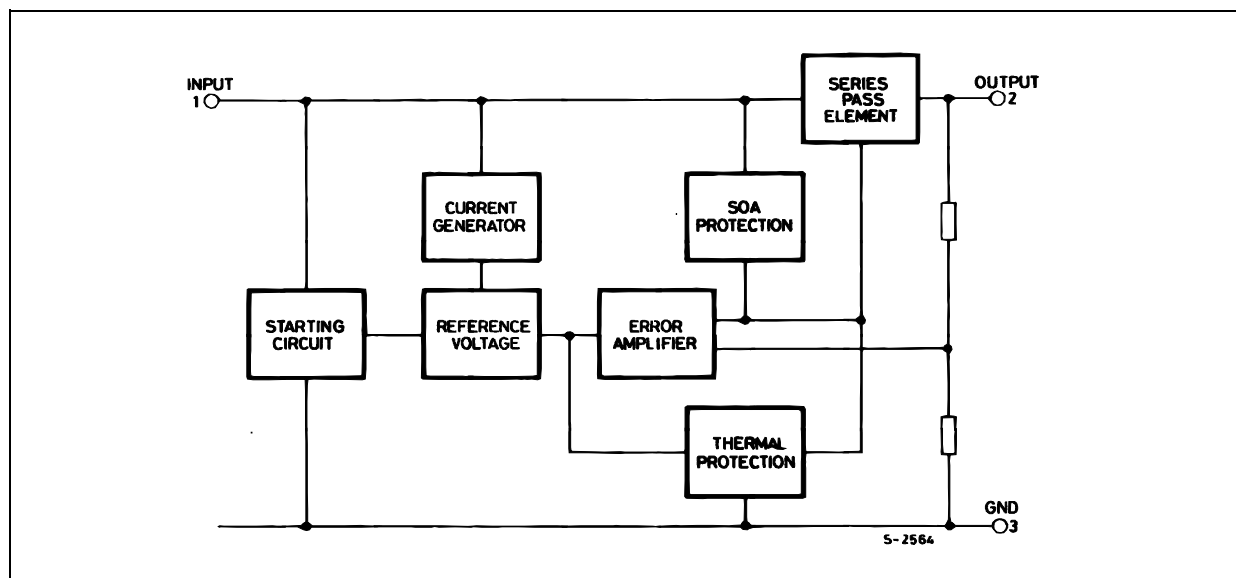 INPUT
1
SERIES
PASS
ELEMENT
OUTPUT
2
CURRENT
GENERATOR
SOA
PROTECTION
STARTING
CIRCUIT
REFERENCE
VOLTAGE
ERROR
AMPLIFIER
THERMAL
PROTECTION
GND
3
S-2564